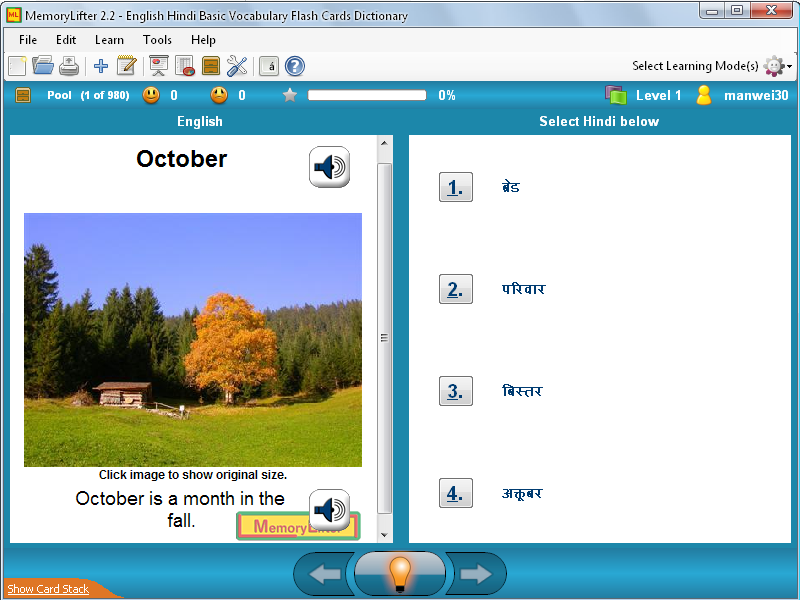 MemoryLifter 2.2 - English Hindi Basic Vocabulary Flash Cards Dictionary
File Edit Learn Tools Help
á ? Select Learning Mode(s)
Pool (1 of 980) 0 0 0% Level 1 manwei30
English
Select Hindi below
October
Click image to show original size.
October is a month in the
fall.
MemoryLifter
1. ब्रेड
2. परिवार
3. बिस्तर
4. अक्तूबर
Show Card Stack